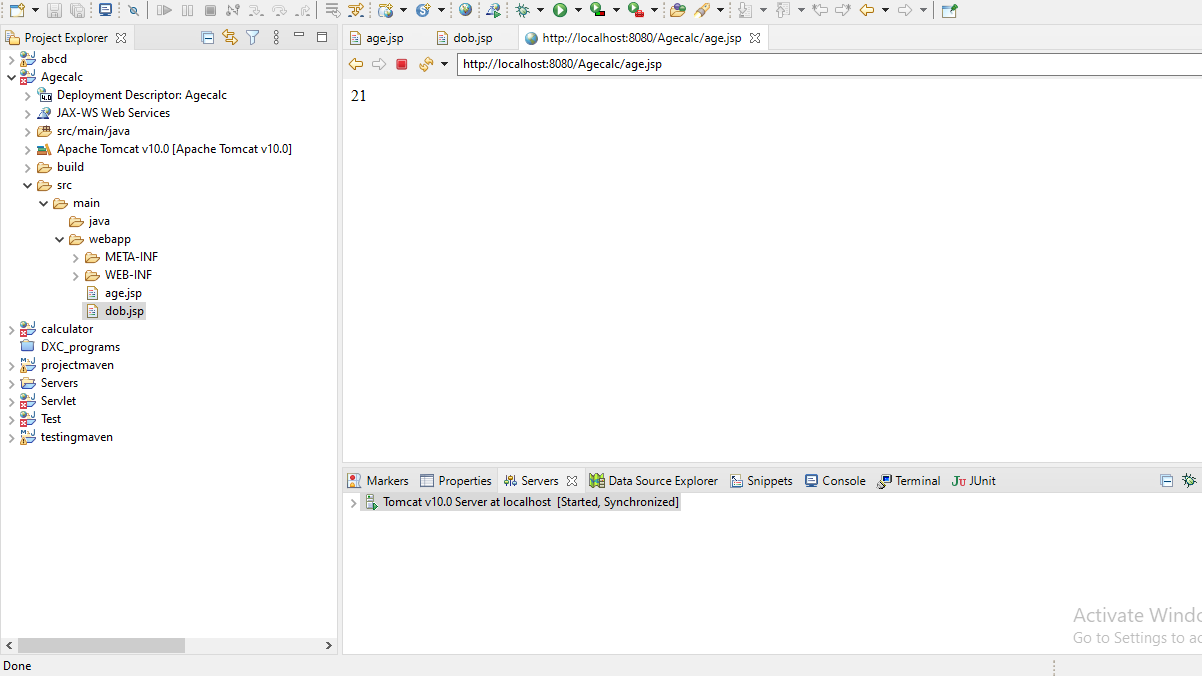 Project Explorer
abcd
Agecalc
Deployment Descriptor: Agecalc
JAX-WS Web Services
src/main/java
Apache Tomcat v10.0 [Apache Tomcat v10.0]
build
src
main
java
webapp
META-INF
WEB-INF
age.jsp
dob.jsp
calculator
DXC_programs
projectmaven
Servers
Servlet
Test
testingmaven
age.jsp dob.jsp http://localhost:8080/Agecalc/age.jsp
http://localhost:8080/Agecalc/age.jsp
21
Markers Properties Servers Data Source Explorer Snippets Console Terminal JUnit
Tomcat v10.0 Server at localhost [Started, Synchronized]
Activate Windo
Go to Settings to ac
Done